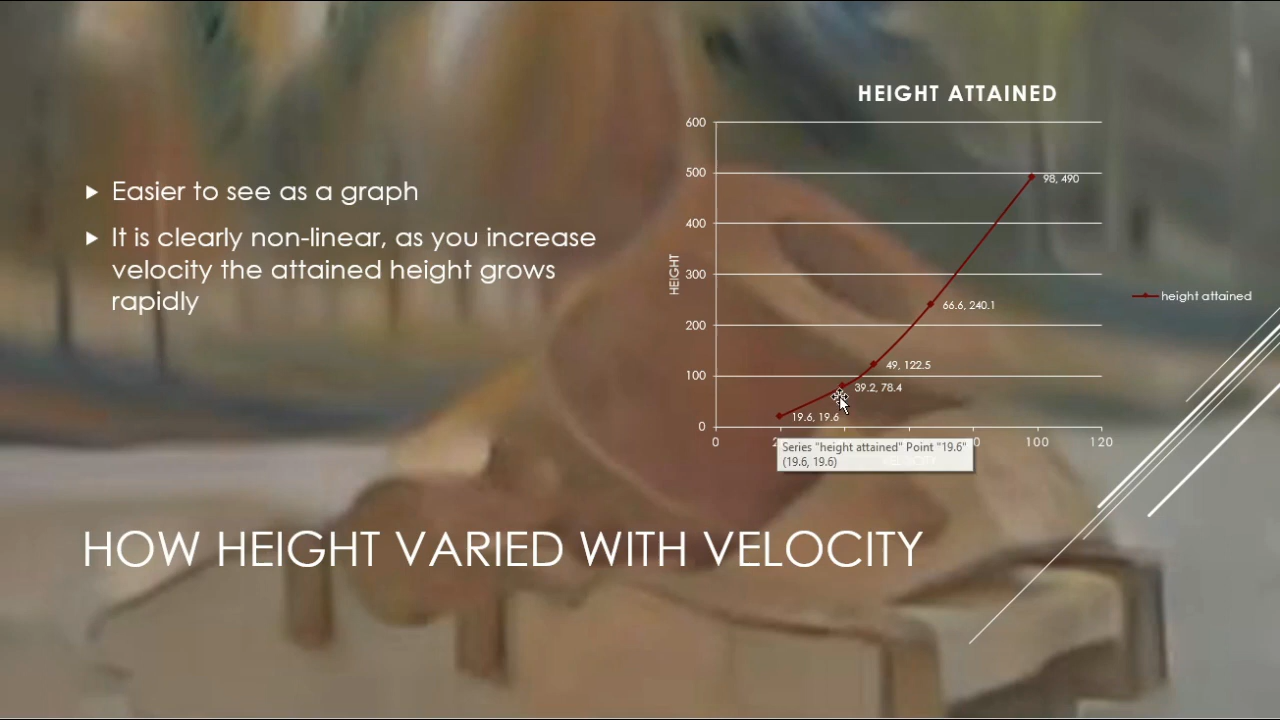 HEIGHT ATTAINED
Easier to see as a graph
It is clearly non-linear, as you increase
velocity the attained height grows
rapidly
600
500
400
300
200
100
0
HEIGHT
98, 490
66.6, 240.1
49, 122.5
39.2, 78.4
19.6, 19.6
0
100
120
height attained
Series "height attained" Point "19.6"
(19.6, 19.6)
HOW HEIGHT VARIED WITH VELOCITY